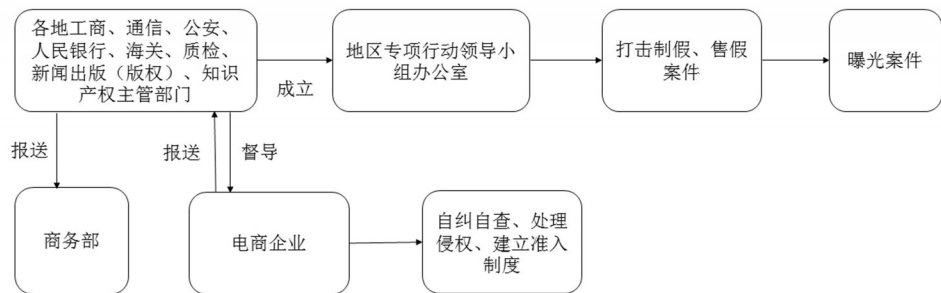 各地工商、通信、公安、
人民银行、海关、质检、
新闻出版（版权）、知识
产权主管部门
成立
地区专项行动领导小
组办公室
打击制假、售假
案件
曝光案件
报送
报送
督导
商务部
电商企业
自纠自查、处理
侵权、建立准入
制度